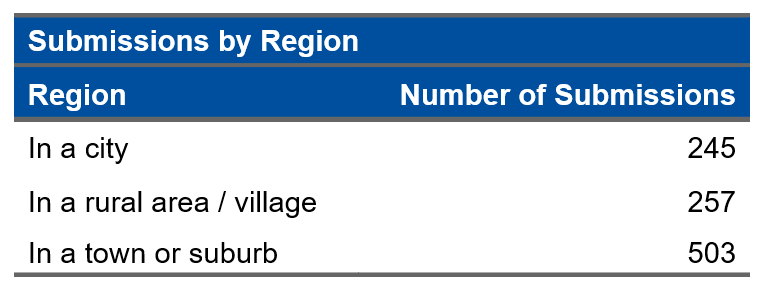 Submissions by Region
Region Number of Submissions
In a city 245
In a rural area / village 257
In a town or suburb 503